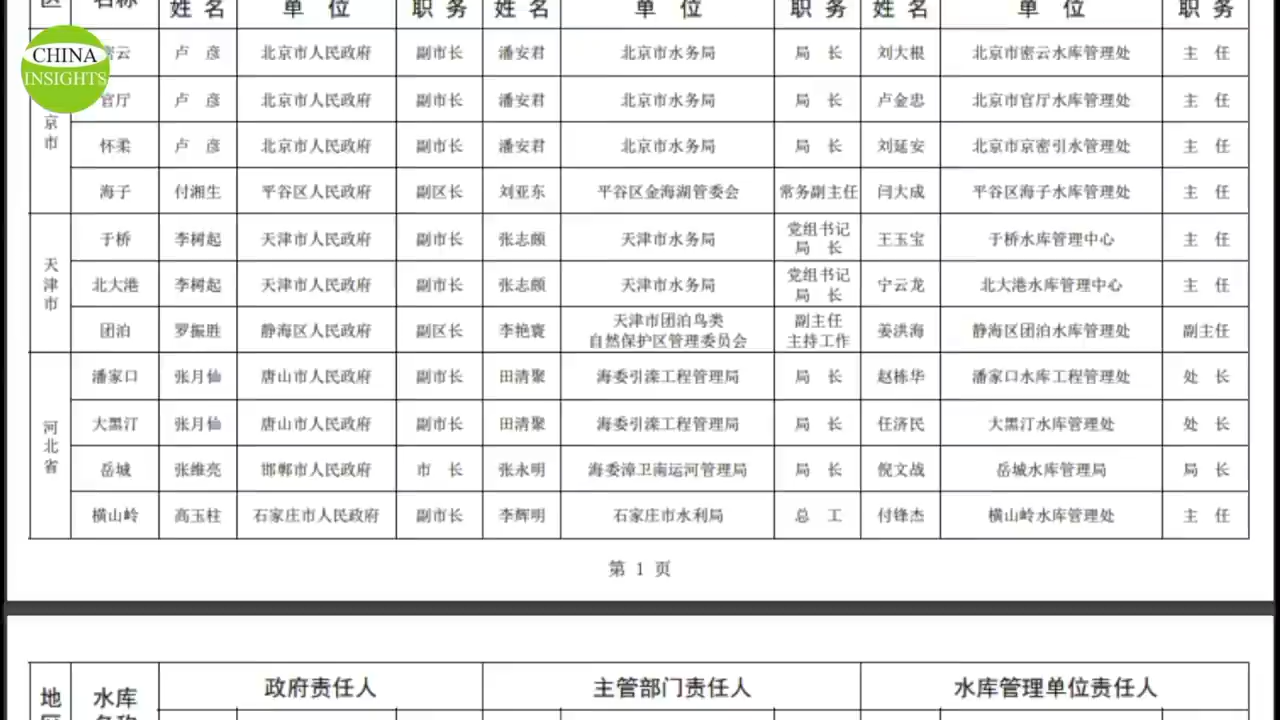 区 名称 姓 名 单 位 职 务 姓 名 单 位 职 务 姓 名 单 位 职 务
CHINA
INSIGHTS
密云 卢 彦 北京市人民政府 副市长 潘安君 北京市水务局 局 长 刘大根 北京市密云水库管理处 主 任
官厅 卢 彦 北京市人民政府 副市长 潘安君 北京市水务局 局 长 卢金忠 北京市官厅水库管理处 主 任
京市
怀柔 卢 彦 北京市人民政府 副市长 潘安君 北京市水务局 局 长 刘延安 北京市京密引水管理处 主 任
海子 付湘生 平谷区人民政府 副区长 刘亚东 平谷区金海湖管委会 常务副主任 闫大成 平谷区海子水库管理处 主 任
天津市
于桥 李树起 天津市人民政府 副市长 张志颇 天津市水务局 党组书记 局 长 王玉宝 于桥水库管理中心 主 任
北大港 李树起 天津市人民政府 副市长 张志颇 天津市水务局 党组书记 局 长 宁云龙 北大港水库管理中心 主 任
团泊 罗振胜 静海区人民政府 副区长 李艳寰 天津市团泊鸟类 自然保护区管理委员会 副主任 主持工作 姜洪海 静海区团泊水库管理处 副主任
河北省
潘家口 张月仙 唐山市人民政府 副市长 田清聚 海委引滦工程管理局 局 长 赵栋华 潘家口水库工程管理处 处 长
大黑汀 张月仙 唐山市人民政府 副市长 田清聚 海委引滦工程管理局 局 长 任济民 大黑汀水库管理处 处 长
岳城 张维亮 邯郸市人民政府 市 长 张永明 海委漳卫南运河管理局 局 长 倪文战 岳城水库管理局 局 长
横山岭 高玉柱 石家庄市人民政府 副市长 李辉明 石家庄市水利局 总 工 付锋杰 横山岭水库管理处 主 任
第 1 页
地区 水库名称 政府责任人 主管部门责任人 水库管理单位责任人